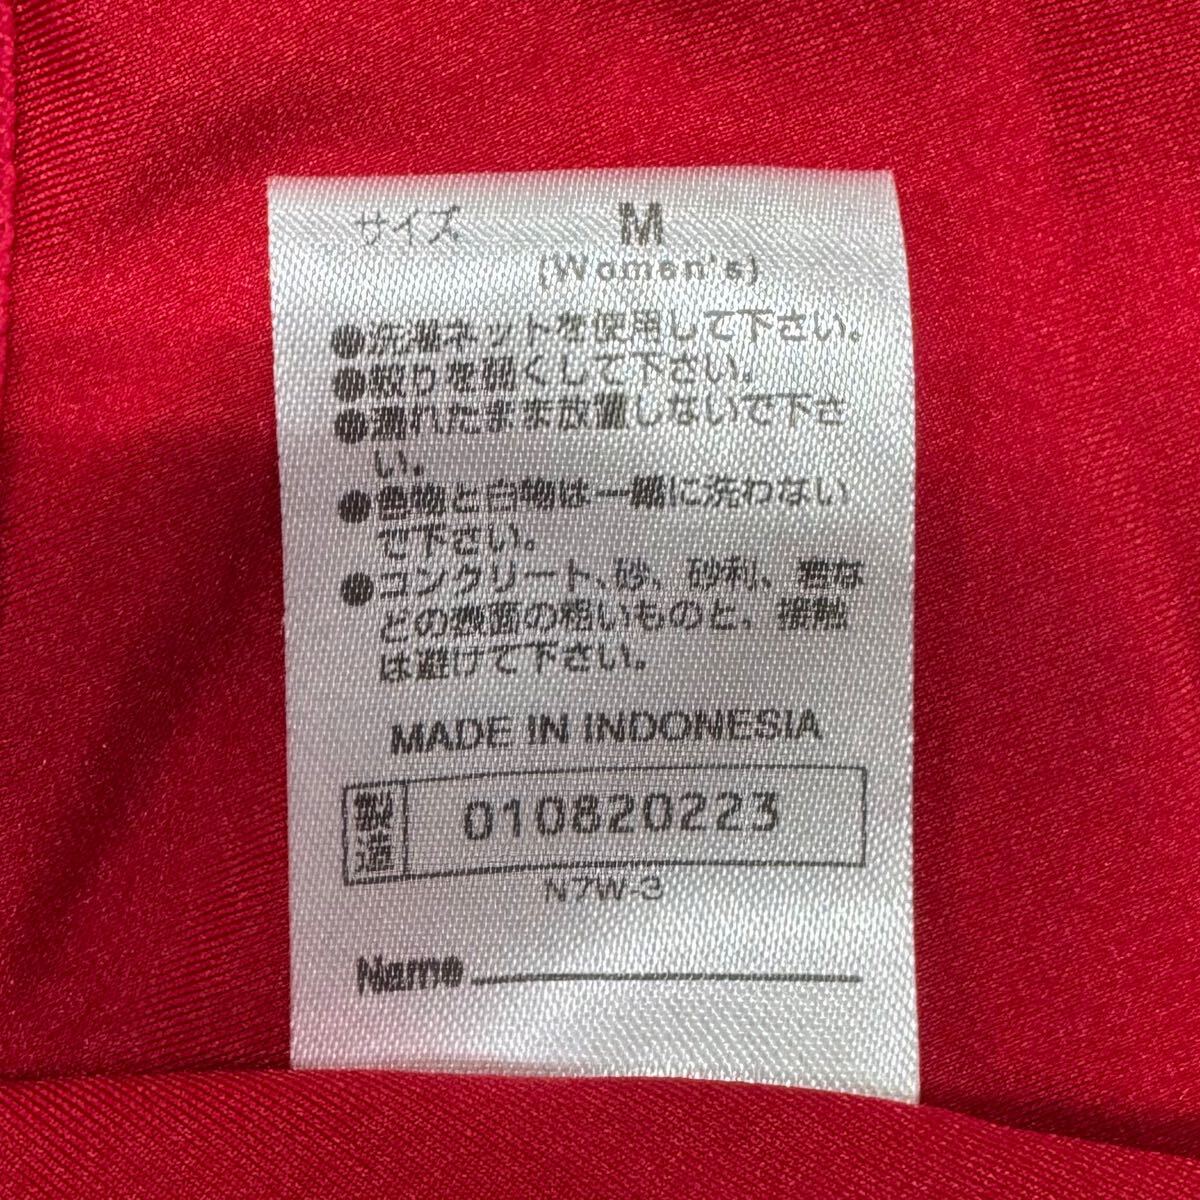 サイズ M
(Women's)
●洗濯ネットを使用して下さい。
●絞りを弱くして下さい。
●濡れたまま放置しないで下さ
い。
●色物と白物は一緒に洗わない
で下さい。
●コンクリート、砂、砂利、岩な
どの表面の粗いものと、接触
は避けて下さい。
MADE IN INDONESIA
製造 010820223
N7W-3
Name